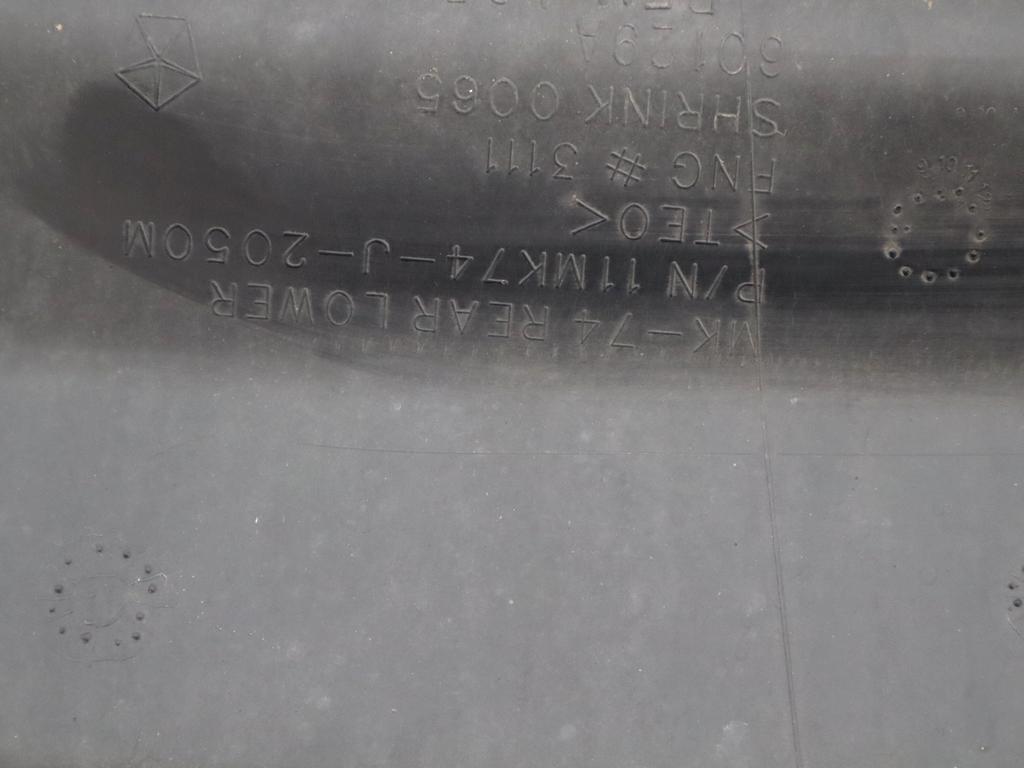 MK-74 REAR LOWER
P/N 11MK74-J-2050M
>TEO<
ENG # 3111
SHRINK 0065
60129A